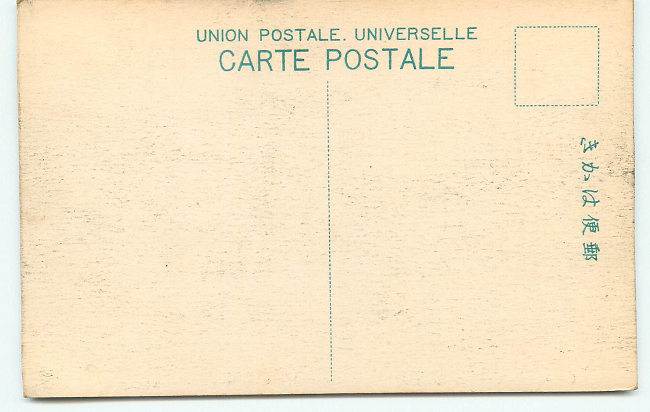 UNION POSTALE. UNIVERSELLE
CARTE POSTALE
郵便はかき